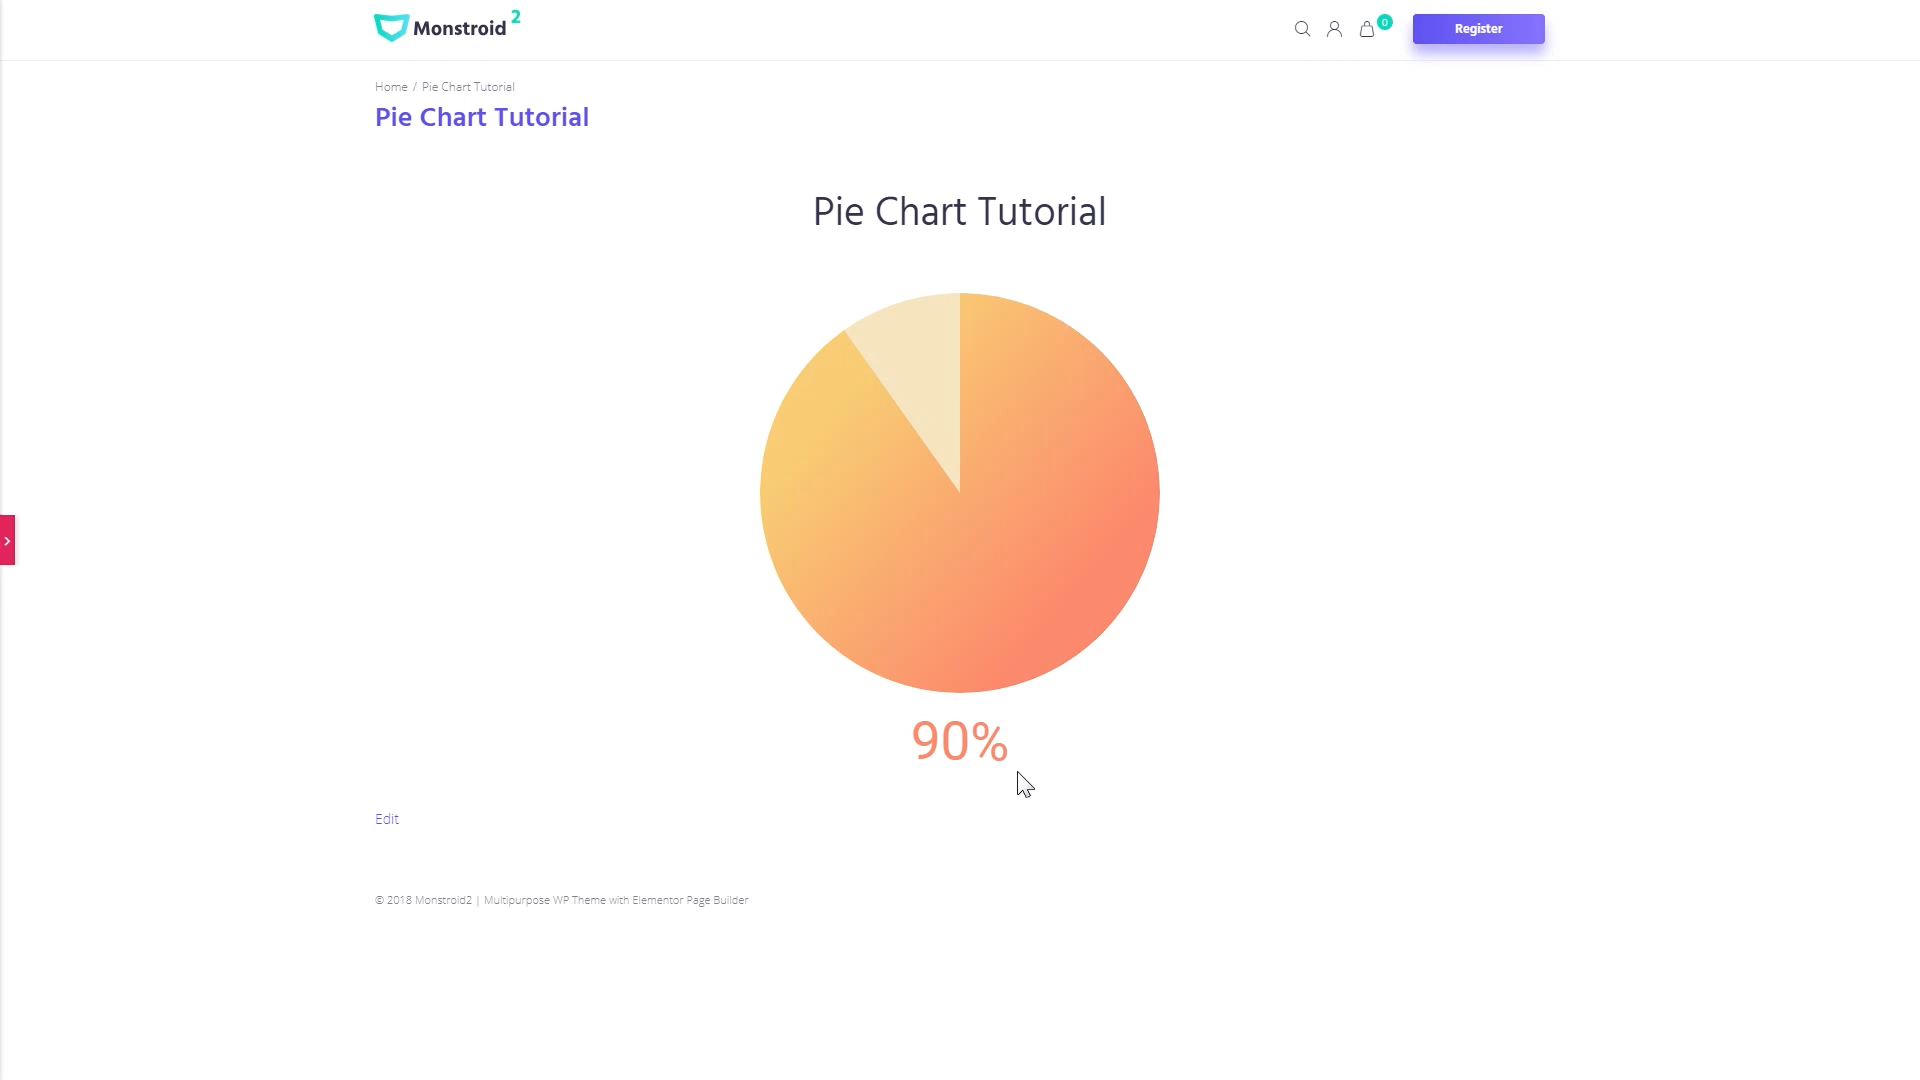 Monstroid 2
0
Register
Home / Pie Chart Tutorial
Pie Chart Tutorial
Pie Chart Tutorial
90%
Edit
© 2018 Monstroid2 | Multipurpose WP Theme with Elementor Page Builder